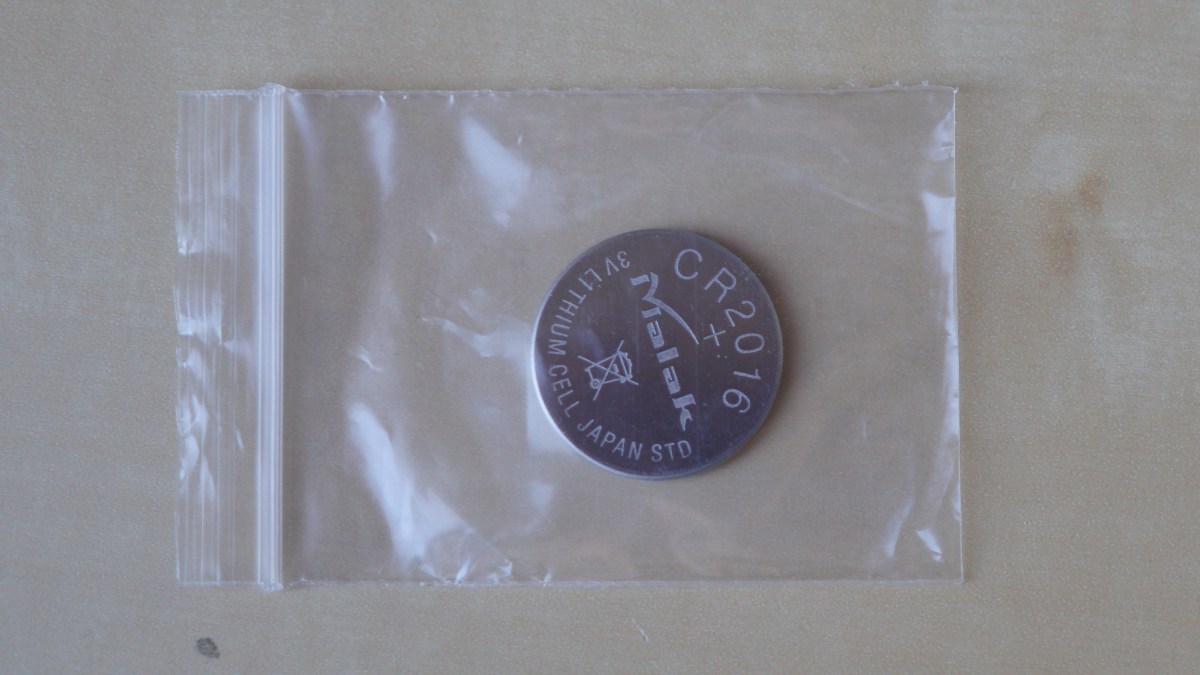 CR2016
+
Malak
3V LITHIUM CELL JAPAN STD